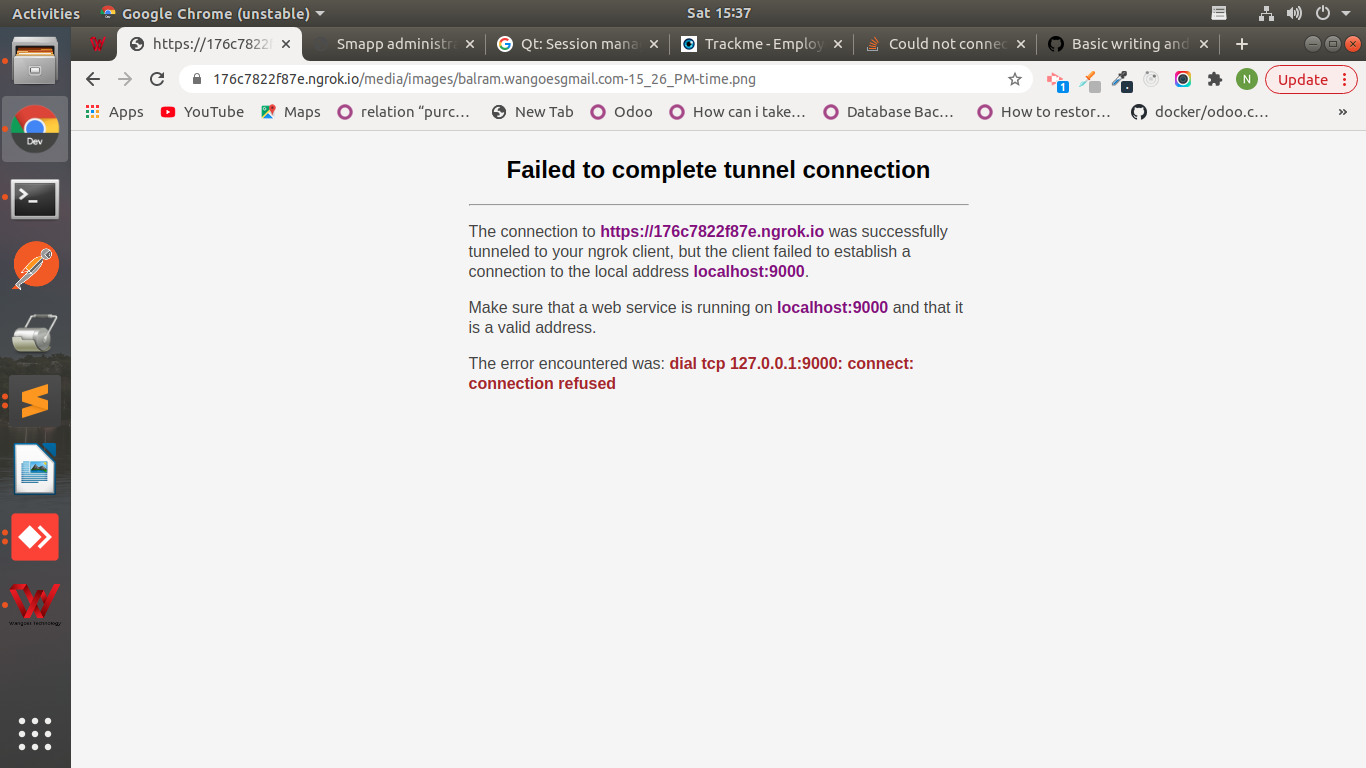 Activities
Google Chrome (unstable)
Sat 15:37
https://176c7822f
Smapp administra
Qt: Session mana
Trackme - Employ
Could not connec
Basic writing and
176c7822f87e.ngrok.io/media/images/balram.wangoesgmail.com-15_26_PM-time.png
1
N
Update
Apps
YouTube
Maps
relation “purc…
New Tab
Odoo
How can i take…
Database Bac…
How to restor…
docker/odoo.c…
»
Dev
Failed to complete tunnel connection
The connection to https://176c7822f87e.ngrok.io was successfully
tunneled to your ngrok client, but the client failed to establish a
connection to the local address localhost:9000.
Make sure that a web service is running on localhost:9000 and that it
is a valid address.
The error encountered was: dial tcp 127.0.0.1:9000: connect:
connection refused
Wangoes Technology